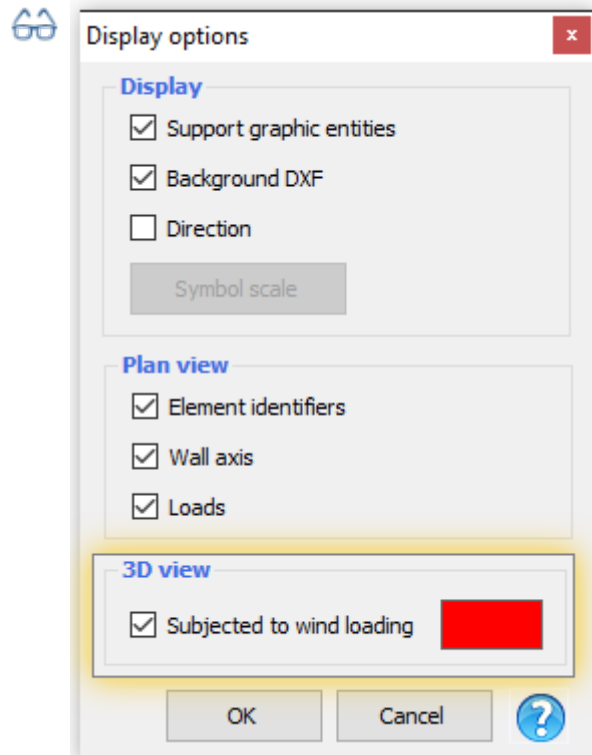 Display options
x
Display
Support graphic entities
Background DXF
Direction
Symbol scale
Plan view
Element identifiers
Wall axis
Loads
3D view
Subjected to wind loading
OK Cancel ?